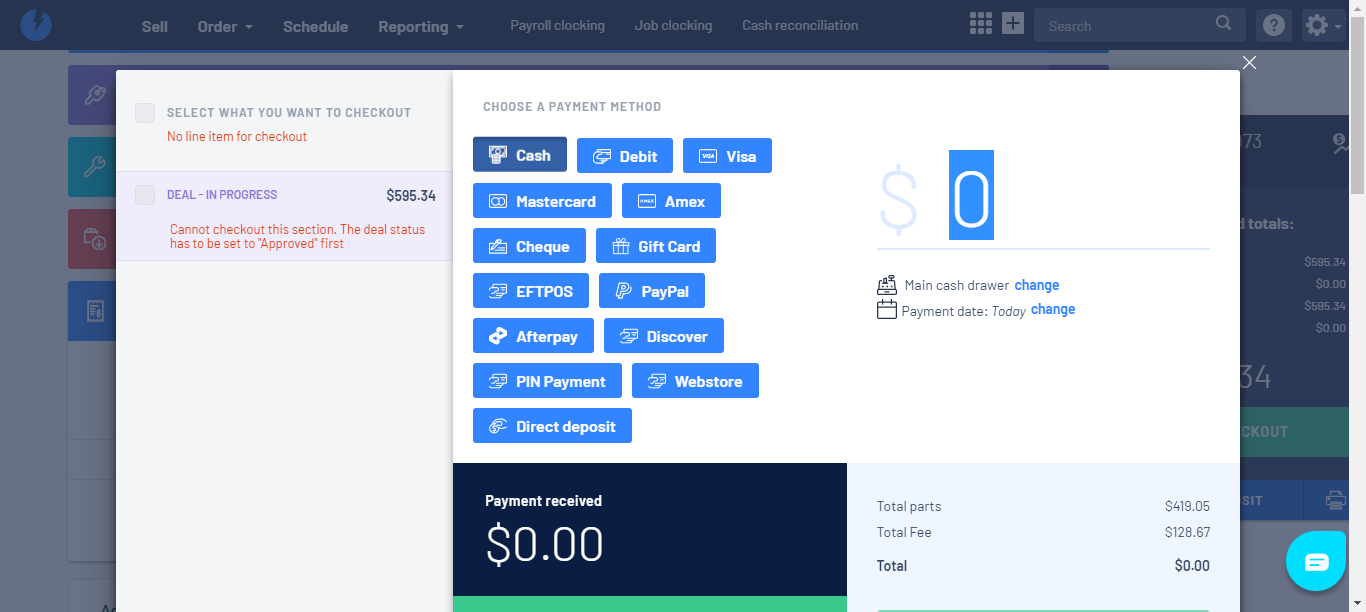 Sell Order Schedule Reporting Payroll clocking Job clocking Cash reconciliation Search
SELECT WHAT YOU WANT TO CHECKOUT
No line item for checkout
DEAL - IN PROGRESS $595.34
Cannot checkout this section. The deal status
has to be set to "Approved" first
CHOOSE A PAYMENT METHOD
Cash Debit VISA Visa
Mastercard AMEX Amex
Cheque Gift Card
EFTPOS PayPal
Afterpay Discover
PIN Payment Webstore
Direct deposit
$ 0
Main cash drawer change
Payment date: Today change
Payment received
$0.00
Total parts $419.05
Total Fee $128.67
Total $0.00
totals:
$595.34
$0.00
$595.34
$0.00